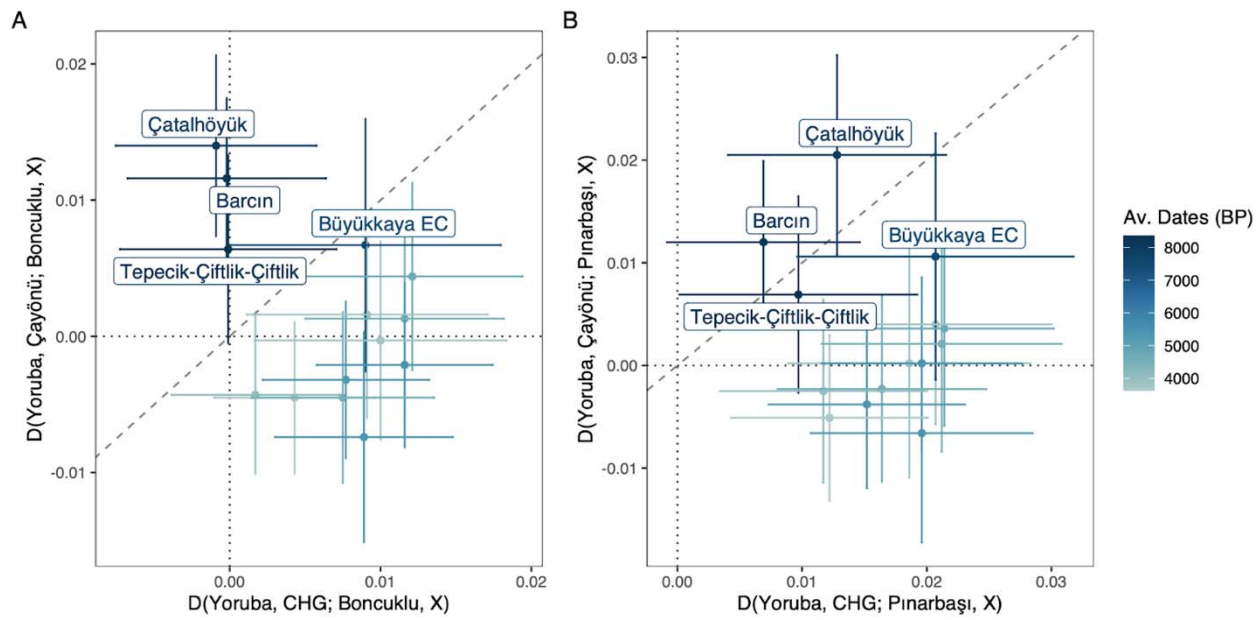 A
B
0.02
0.01
0.00
-0.01
D(Yoruba, Çayönü; Boncuklu, X)
Çatalhöyük
Barcın
Büyükkaya EC
Tepecik-Çiftlik-Çiftlik
0.00
0.01
0.02
D(Yoruba, CHG; Boncuklu, X)
0.03
0.02
0.01
0.00
-0.01
D(Yoruba, Çayönü; Pınarbaşı, X)
Çatalhöyük
Barcın
Büyükkaya EC
Tepecik-Çiftlik-Çiftlik
0.00
0.01
0.02
0.03
D(Yoruba, CHG; Pınarbaşı, X)
Av. Dates (BP)
8000
7000
6000
5000
4000